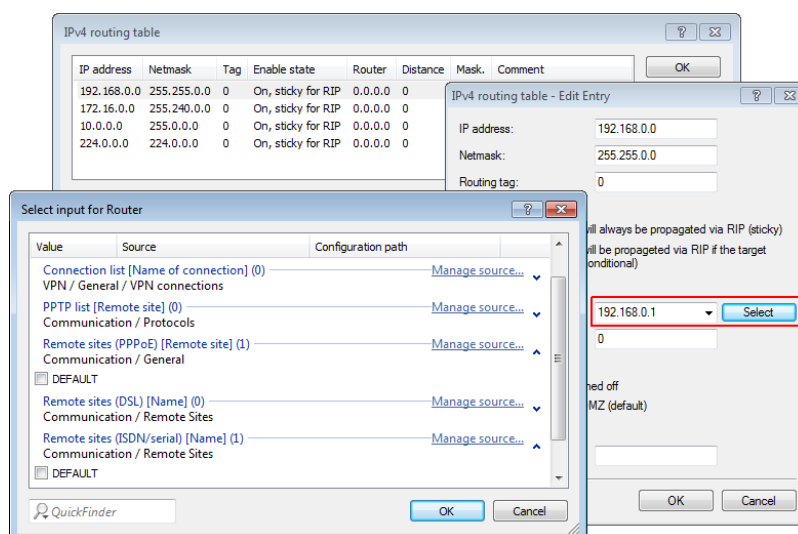 IPv4 routing table
IP address Netmask Tag Enable state Router Distance Mask. Comment
OK
192.168.0.0 255.255.0.0 0 On, sticky for RIP 0.0.0.0 0
172.16.0.0 255.240.0.0 0 On, sticky for RIP 0.0.0.0 0
10.0.0.0 255.0.0.0 0 On, sticky for RIP 0.0.0.0 0
224.0.0.0 224.0.0.0 0 On, sticky for RIP 0.0.0.0 0
IPv4 routing table - Edit Entry
IP address: 192.168.0.0
Netmask: 255.255.0.0
Routing tag: 0
will always be propagated via RIP (sticky)
will be propageted via RIP if the target
onditional)
192.168.0.1 Select
0
ned off
MZ (default)
OK Cancel
Select input for Router
Value Source Configuration path
Connection list [Name of connection] (0) Manage source...
VPN / General / VPN connections
PPTP list [Remote site] (0) Manage source...
Communication / Protocols
Remote sites (PPPoE) [Remote site] (1) Manage source...
Communication / General
DEFAULT
Remote sites (DSL) [Name] (0) Manage source...
Communication / Remote Sites
Remote sites (ISDN/serial) [Name] (1) Manage source...
Communication / Remote Sites
DEFAULT
QuickFinder
OK Cancel